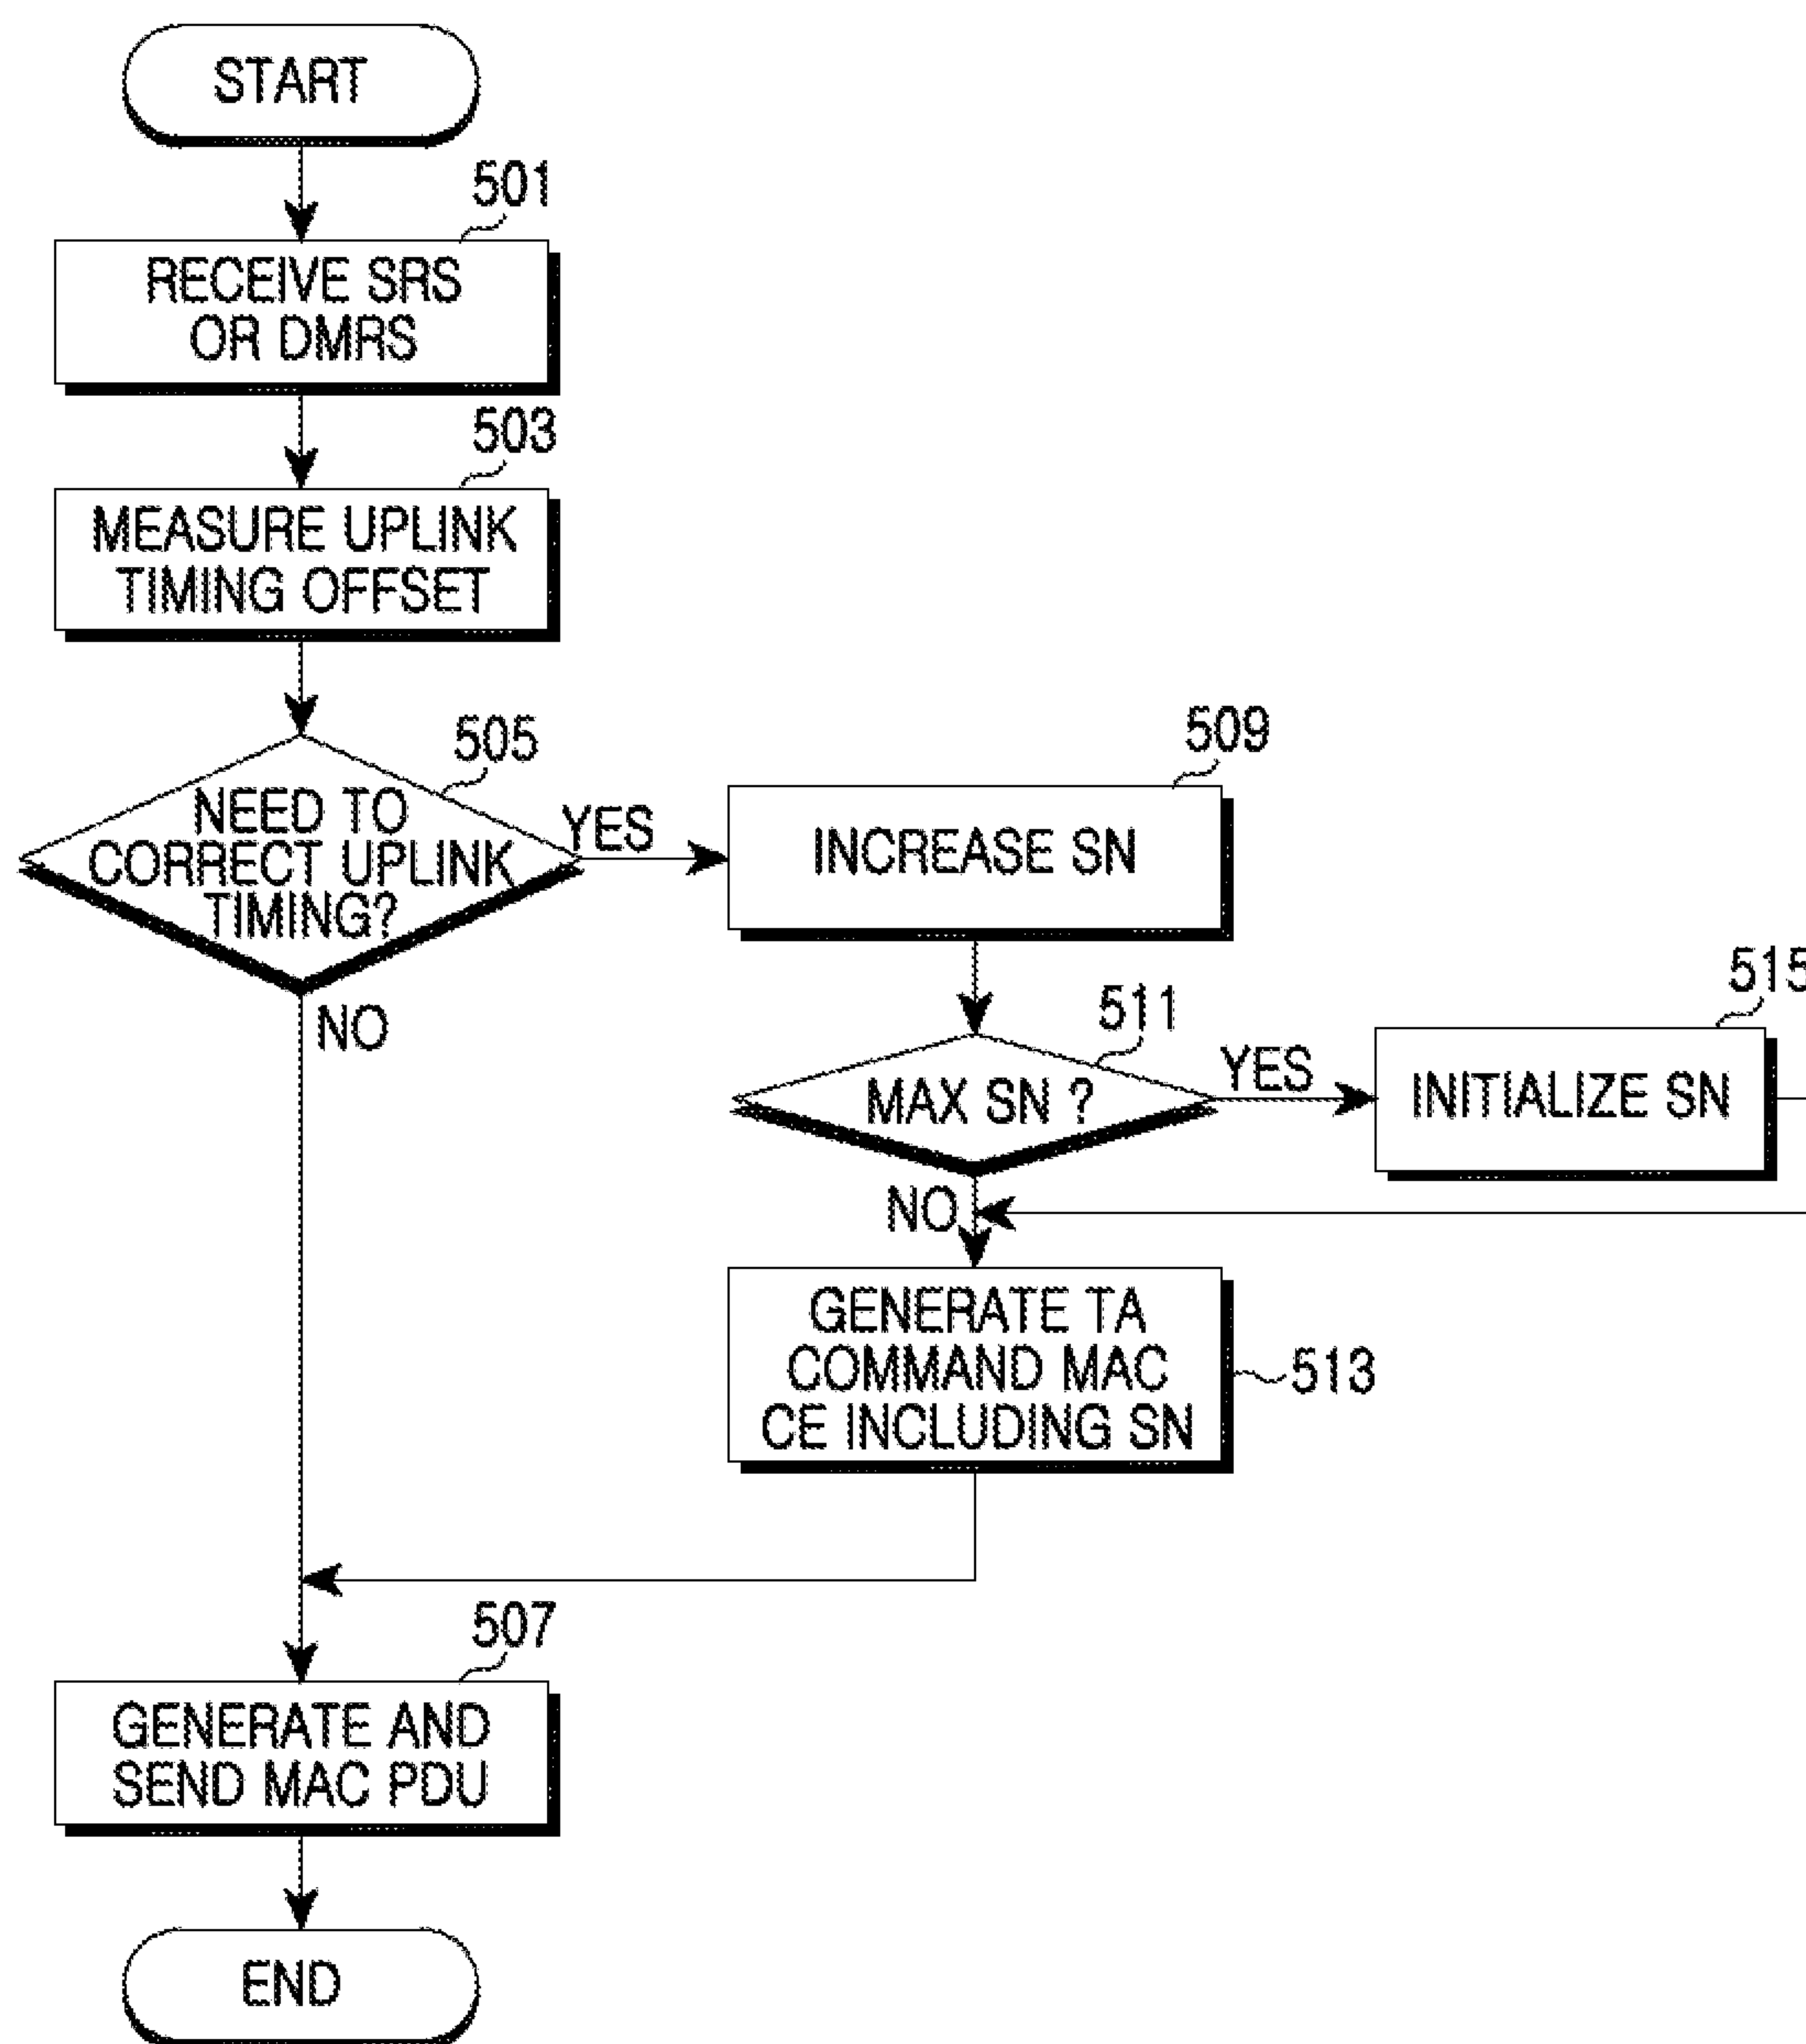 START
501
RECEIVE SRS
OR DMRS
503
MEASURE UPLINK
TIMING OFFSET
505
NEED TO
CORRECT UPLINK
TIMING?
YES
NO
509
INCREASE SN
511
MAX SN ?
YES
NO
515
INITIALIZE SN
GENERATE TA
COMMAND MAC
CE INCLUDING SN
513
507
GENERATE AND
SEND MAC PDU
END